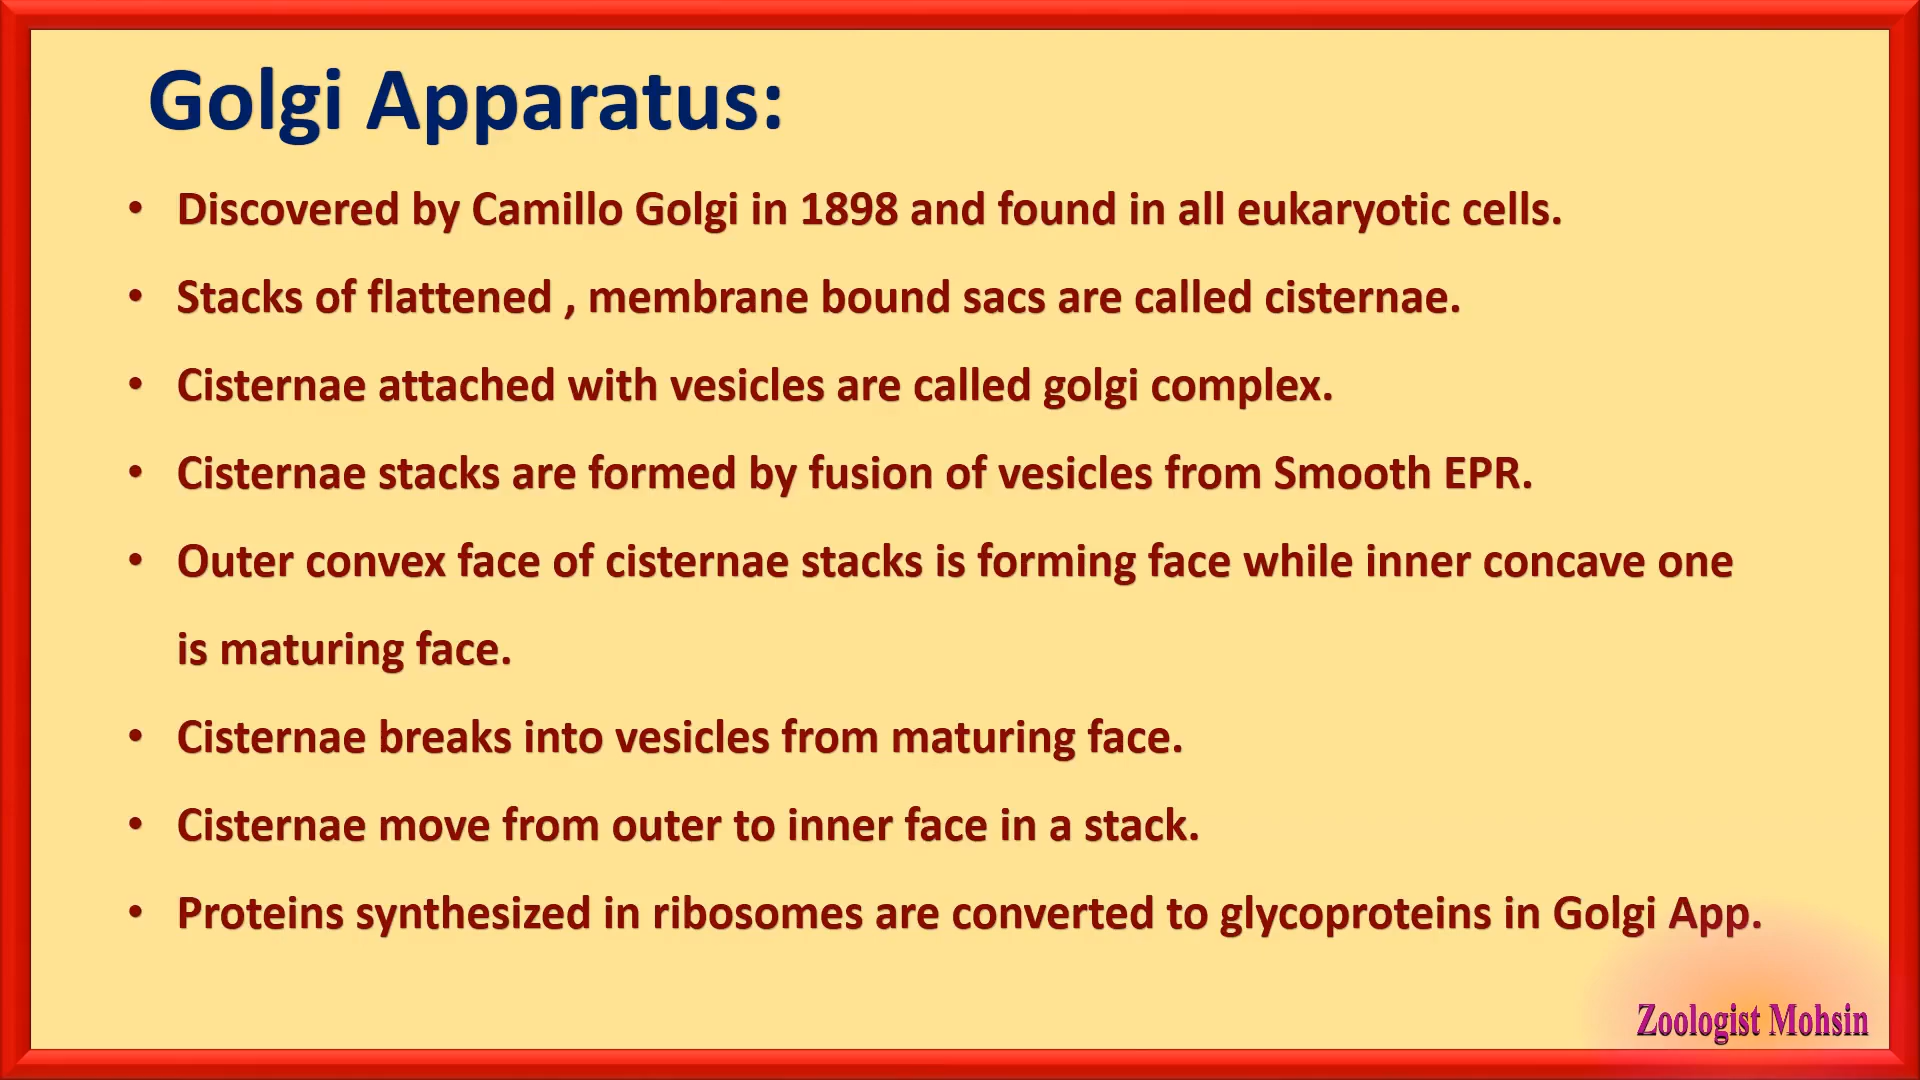 Golgi Apparatus:
• Discovered by Camillo Golgi in 1898 and found in all eukaryotic cells.
• Stacks of flattened , membrane bound sacs are called cisternae.
• Cisternae attached with vesicles are called golgi complex.
• Cisternae stacks are formed by fusion of vesicles from Smooth EPR.
• Outer convex face of cisternae stacks is forming face while inner concave one
is maturing face.
• Cisternae breaks into vesicles from maturing face.
• Cisternae move from outer to inner face in a stack.
• Proteins synthesized in ribosomes are converted to glycoproteins in Golgi App.
Zoologist Mohsin